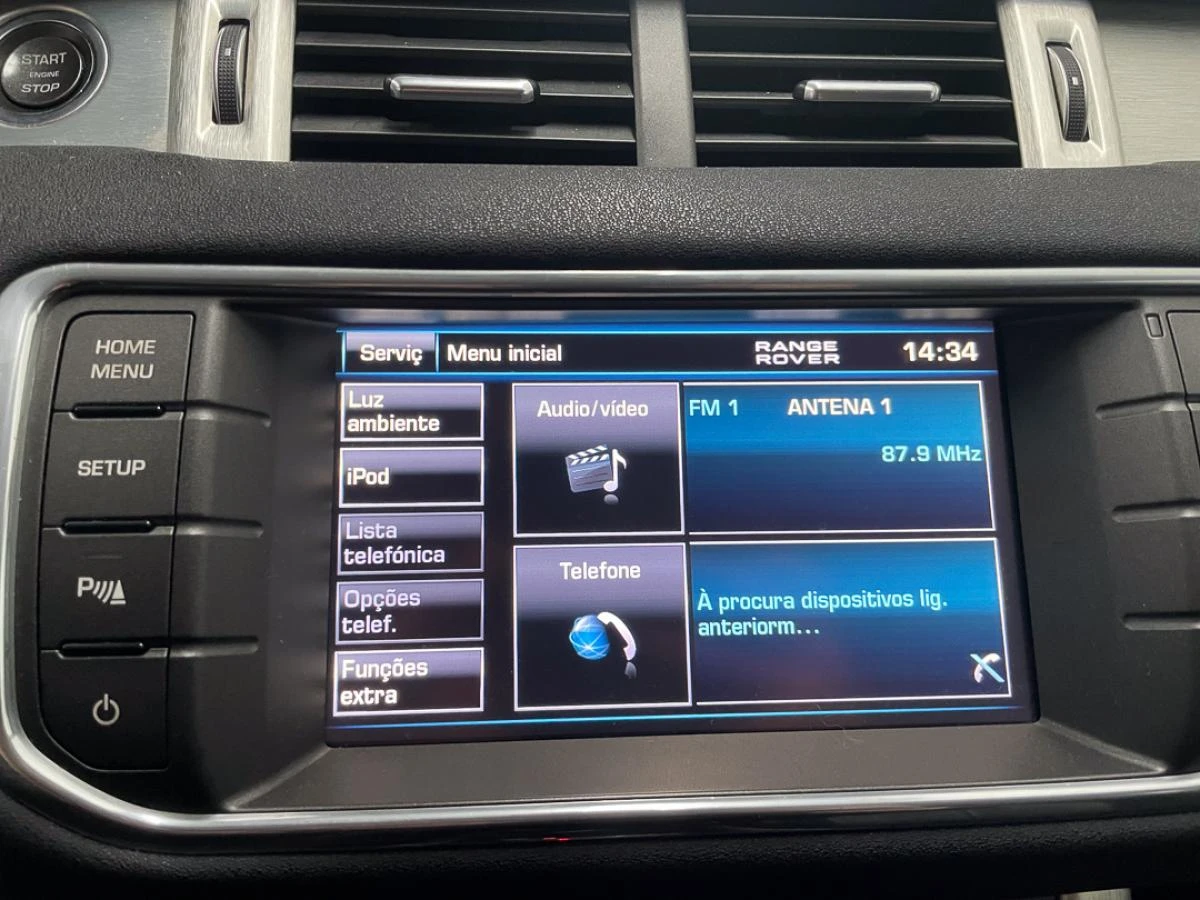 START
ENGINE
STOP
HOME
MENU
SETUP
P
Serviç
Menu inicial
RANGE
ROVER
14:34
Luz
ambiente
iPod
Lista
telefónica
Opções
telef.
Funções
extra
Audio/vídeo
FM 1
ANTENA 1
87.9 MHz
Telefone
À procura dispositivos lig.
anteriorm...